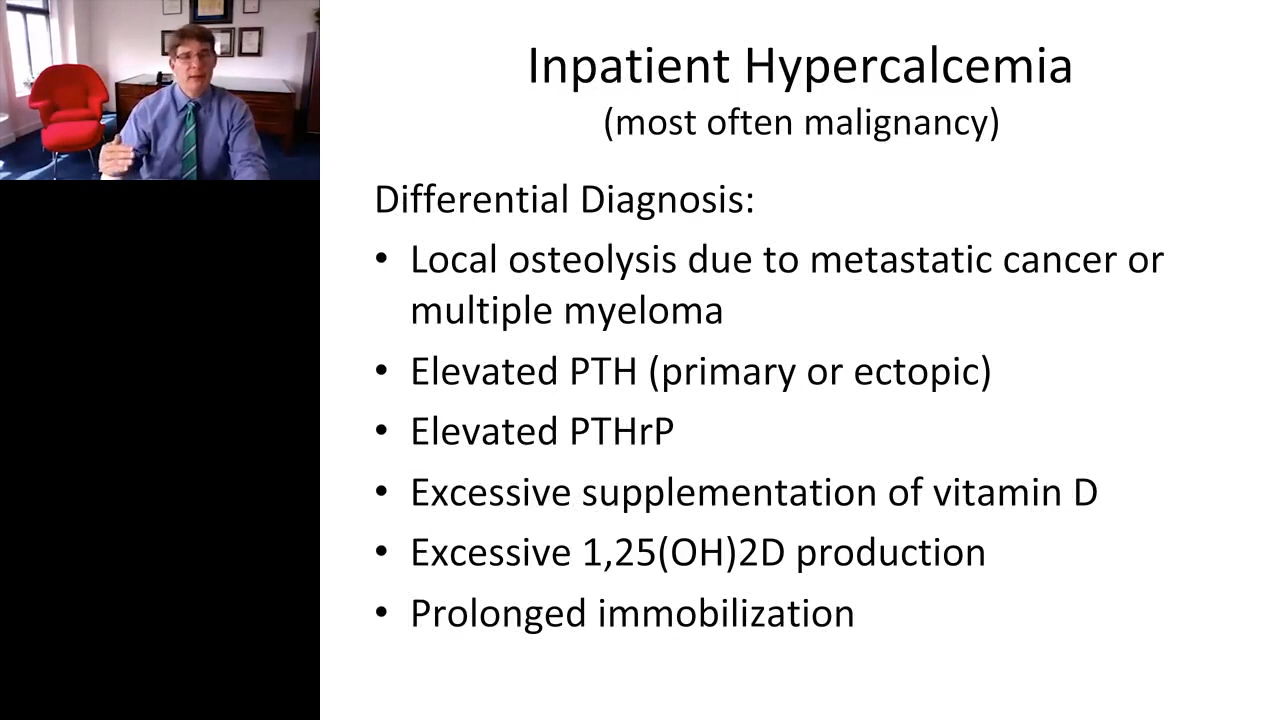 Inpatient Hypercalcemia
(most often malignancy)
Differential Diagnosis:
• Local osteolysis due to metastatic cancer or
multiple myeloma
• Elevated PTH (primary or ectopic)
• Elevated PTHrP
• Excessive supplementation of vitamin D
• Excessive 1,25(OH)2D production
• Prolonged immobilization